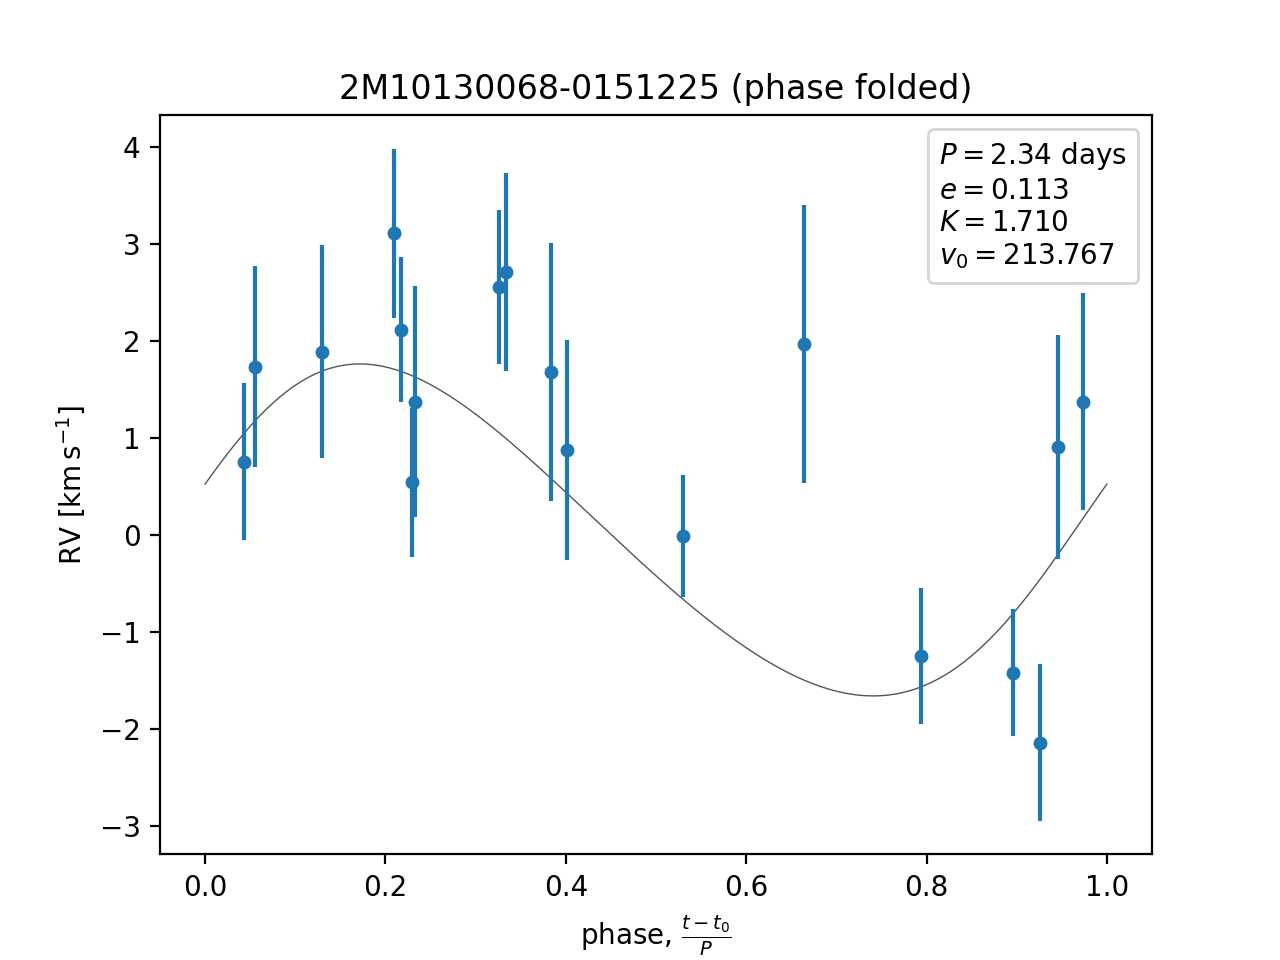 2M10130068-0151225 (phase folded)
P = 2.34 days
e = 0.113
K = 1.710
v₀ = 213.767
RV [km s⁻¹]
4
3
2
1
0
−1
−2
−3
0.0 0.2 0.4 0.6 0.8 1.0
phase, (t − t₀)/P